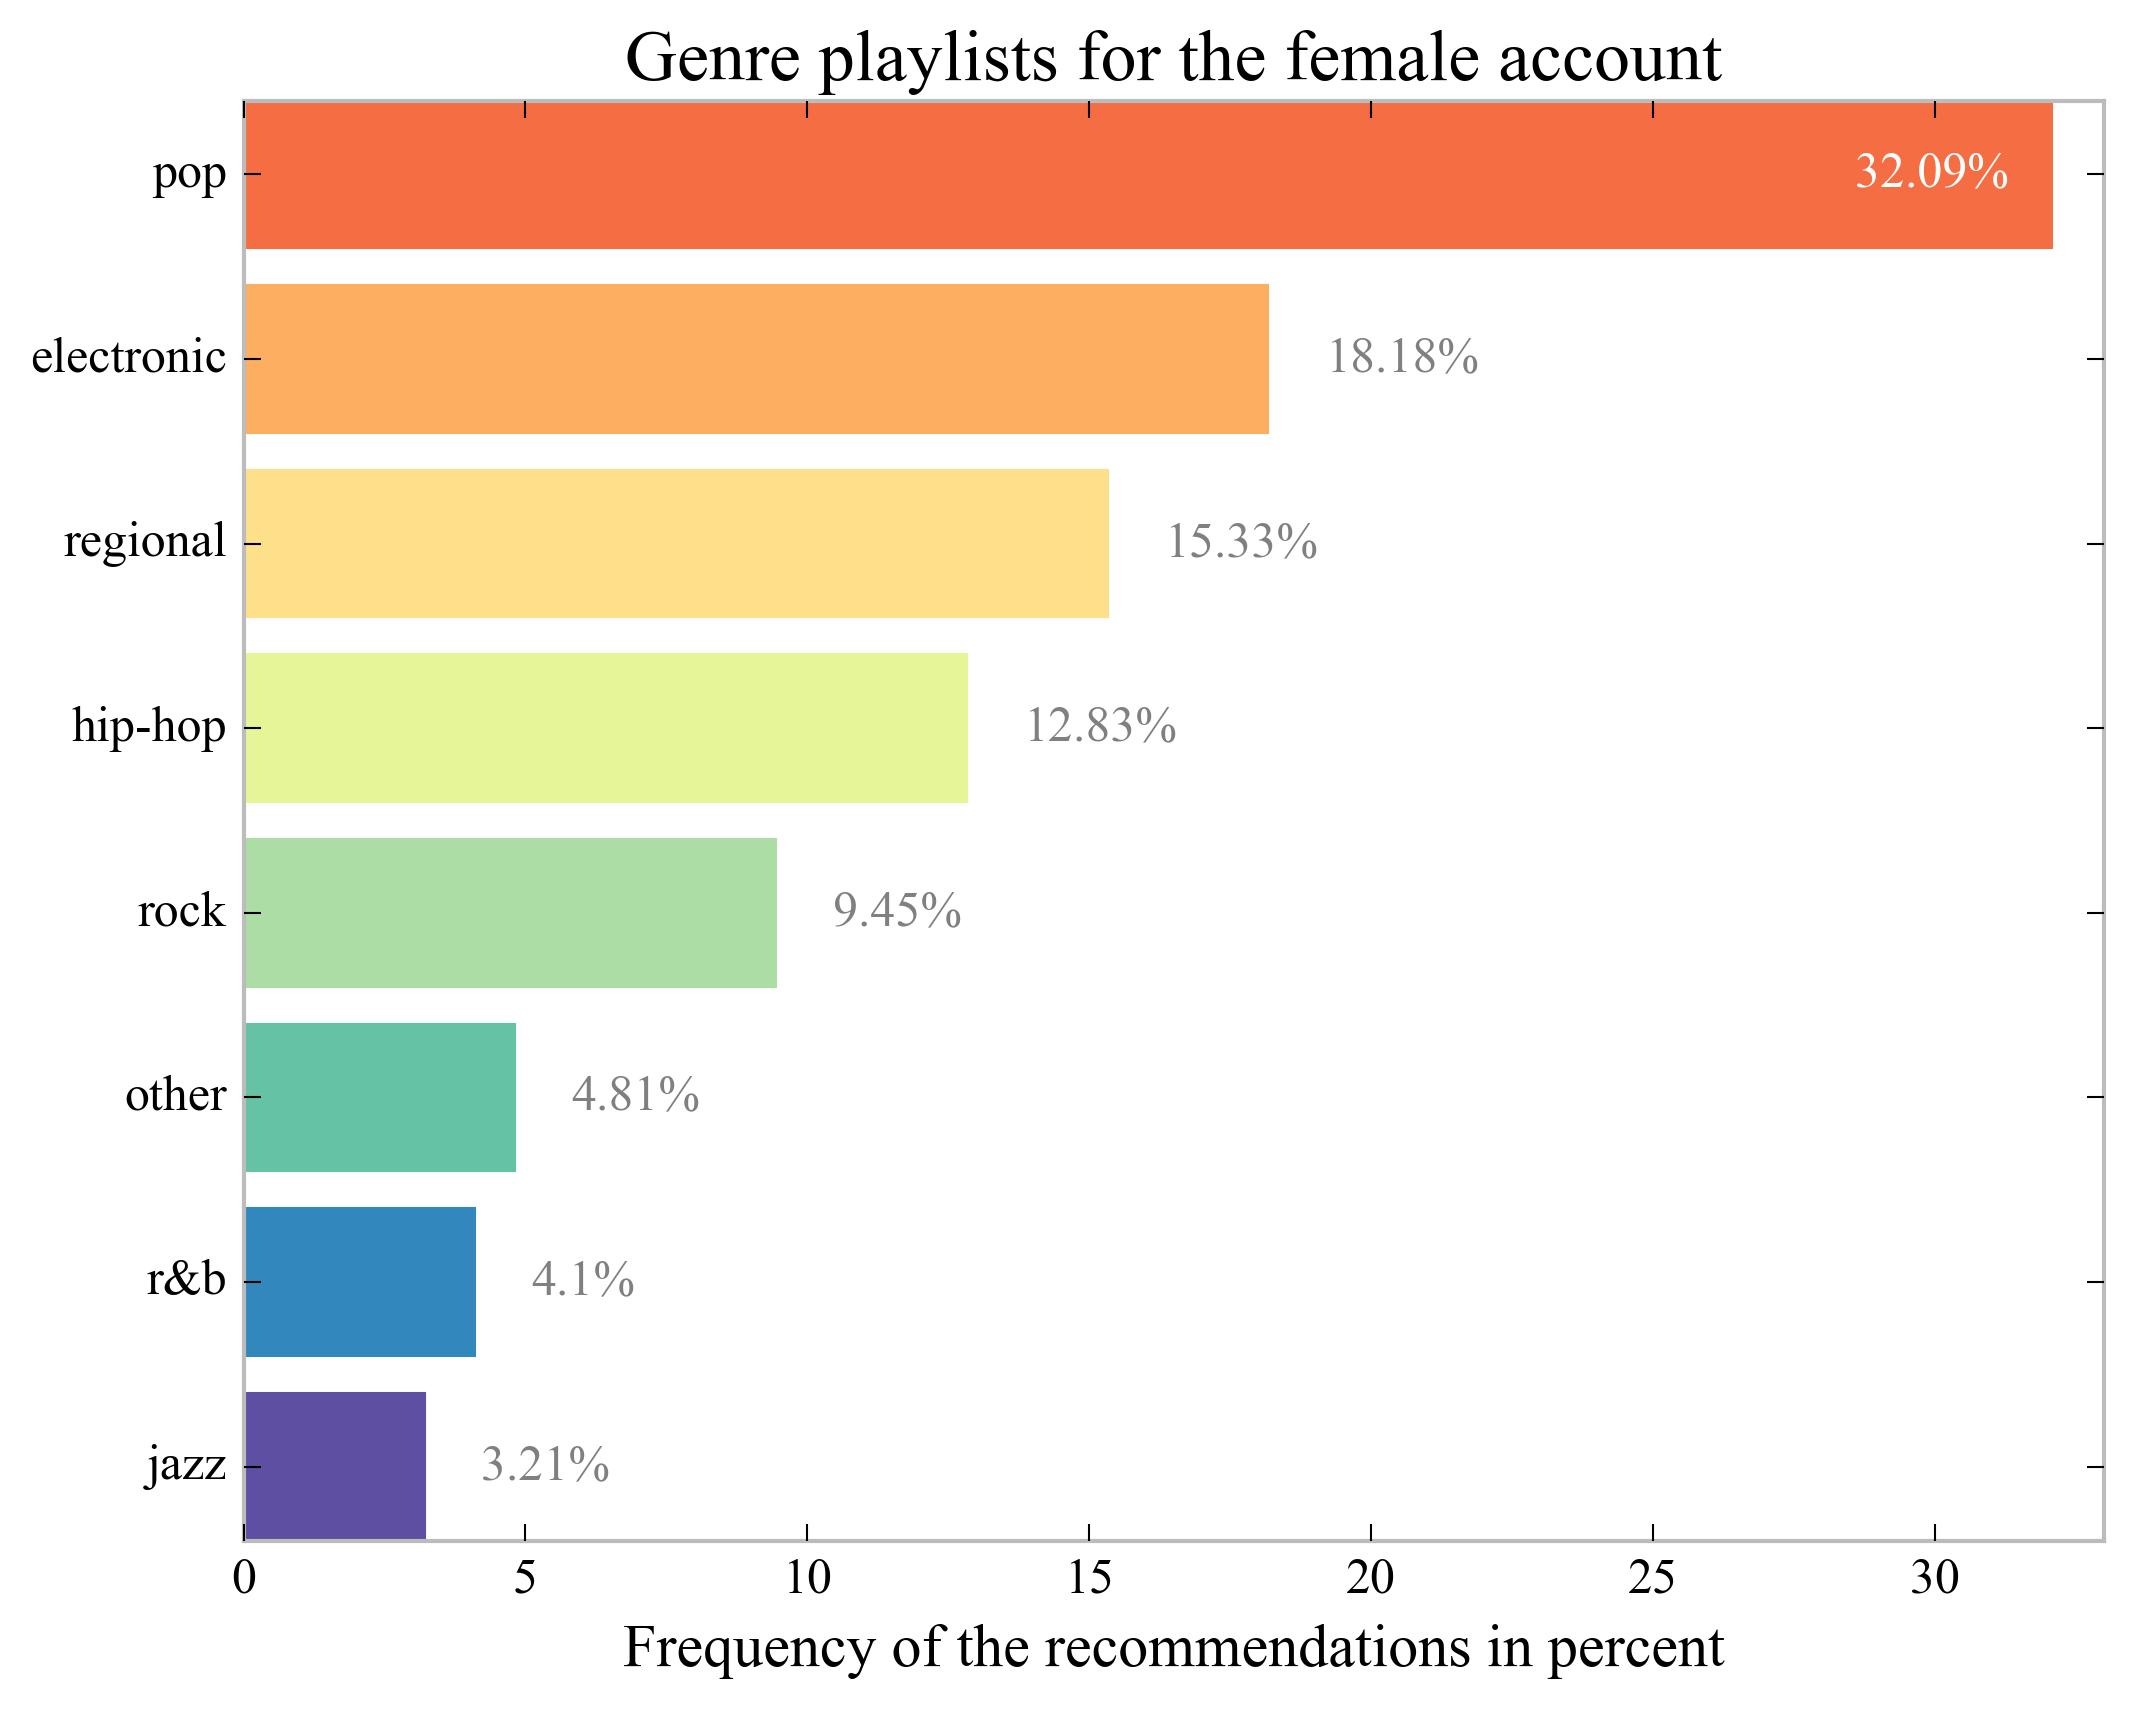 Genre playlists for the female account
pop
32.09%
electronic
18.18%
regional
15.33%
hip-hop
12.83%
rock
9.45%
other
4.81%
r&b
4.1%
jazz
3.21%
0 5 10 15 20 25 30
Frequency of the recommendations in percent